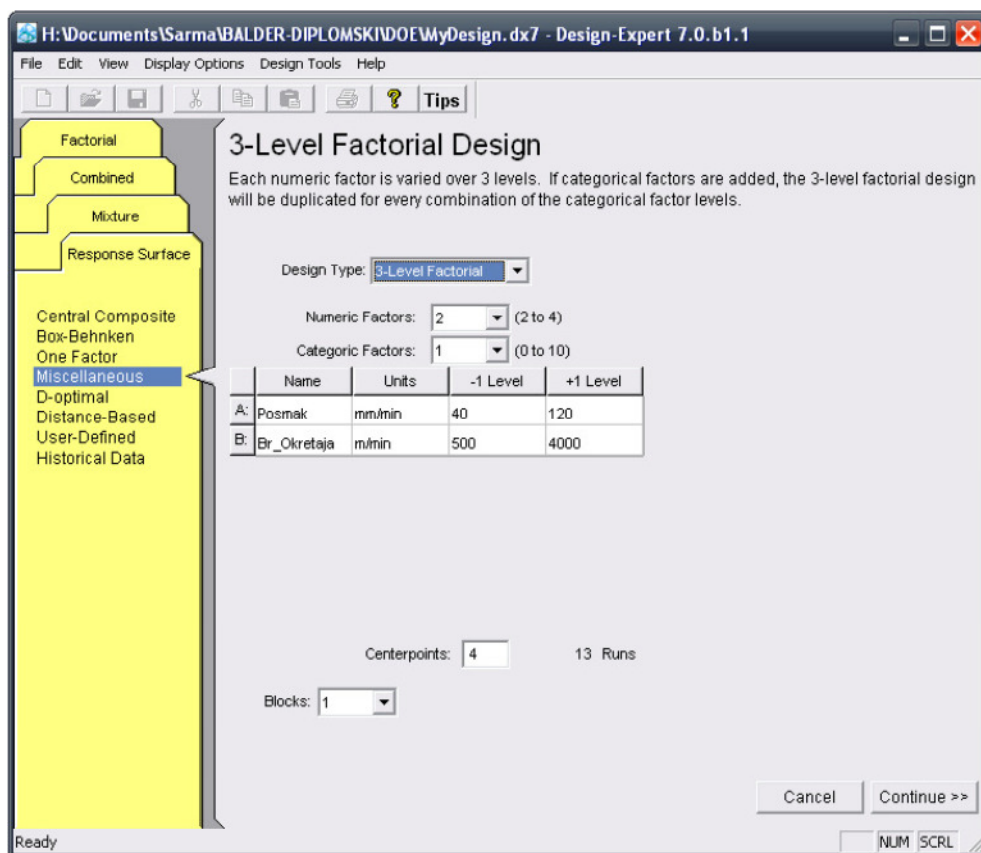 H:\Documents\Sarma\BALDER-DIPLOMSKI\DOE\MyDesign.dx7 - Design-Expert 7.0.b1.1
File Edit View Display Options Design Tools Help
Tips
Factorial
Combined
Mixture
Response Surface
Central Composite
Box-Behnken
One Factor
Miscellaneous
D-optimal
Distance-Based
User-Defined
Historical Data
3-Level Factorial Design
Each numeric factor is varied over 3 levels. If categorical factors are added, the 3-level factorial design
will be duplicated for every combination of the categorical factor levels.
Design Type: 3-Level Factorial
Numeric Factors: 2 (2 to 4)
Categoric Factors: 1 (0 to 10)
Name Units -1 Level +1 Level
A: Posmak mm/min 40 120
B: Br_Okretaja m/min 500 4000
Centerpoints: 4 13 Runs
Blocks: 1
Cancel Continue >>
Ready NUM SCRL